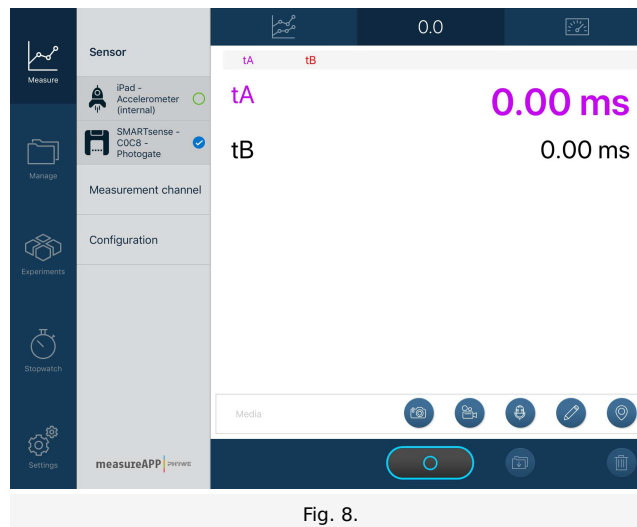 0.0
Measure
Sensor
tA tB
iPad -
Accelerometer
(internal)
tA 0.00 ms
SMARTsense -
C0C8 -
Photogate
tB 0.00 ms
Manage
Measurement channel
Configuration
Experiments
Stopwatch
Media
Settings
measureAPP PHYWE
Fig. 8.